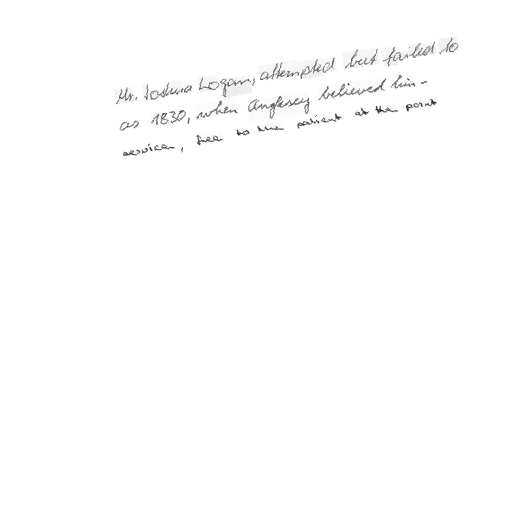 Mr. Joshua Logan, attempted but failed to
as 1830, when Anglesey believed him-
services, free to the patient at the point